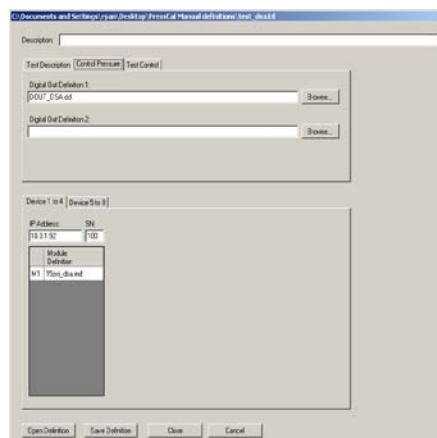 C:\Documents and Settings\ryan\Desktop\PressCal Manual definitions\test_dsa.td
Description:
Test Description Control Pressure Test Control
Digital Out Definition 1:
DOUT_DSA.dd Browse...
Digital Out Definition 2:
Browse...
Device 1 to 4 Device 5 to 8
IP Address SN
10.3.1.92 100
Module
Definition
M1 15psi_dsa.md
Open Definition Save Definition Close Cancel